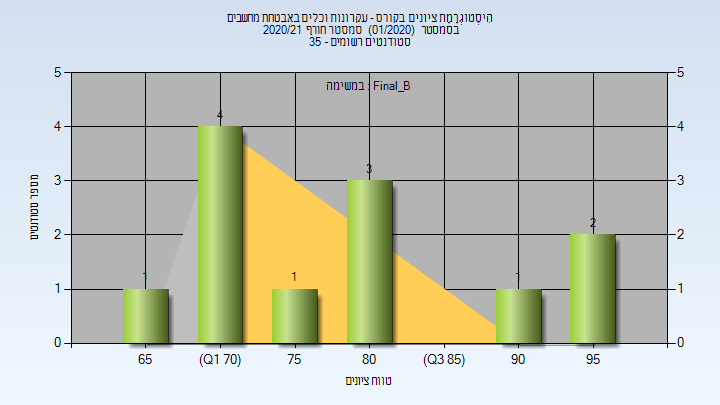 היסטוגרמת ציונים בקורס - עקרונות וכלים באבטחת מחשבים
בסמסטר (01/2020) סמסטר חורף 2020/21
סטודנטים רשומים - 35
במשימה : Final_B
5
4
3
2
1
0
5
4
3
2
1
0
מספר סטודנטים
1
4
1
3
1
2
65
(Q1 70)
75
80
(Q3 85)
90
95
טווח ציונים